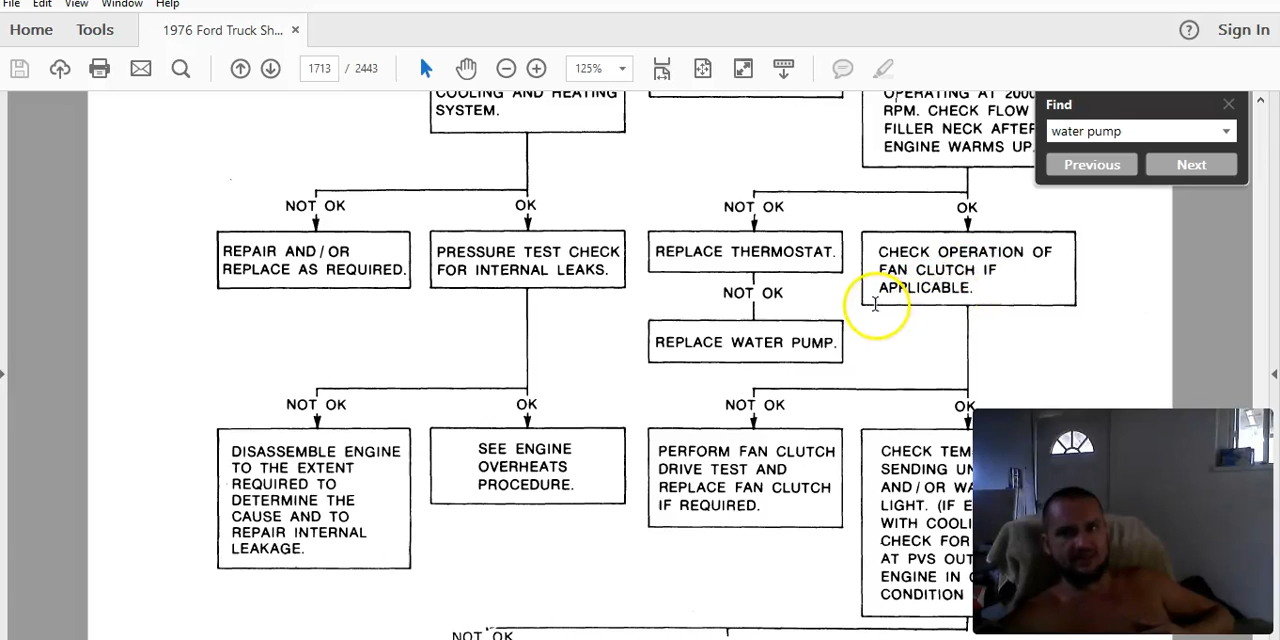 File Edit View Window Help
Home Tools 1976 Ford Truck Sh... × Sign In
1713 / 2443 125%
Find
water pump
Previous Next
COOLING AND HEATING
SYSTEM.
OPERATING AT 2000
RPM. CHECK FLOW
FILLER NECK AFTER
ENGINE WARMS UP.
NOT OK OK NOT OK OK
REPAIR AND/OR
REPLACE AS REQUIRED.
PRESSURE TEST CHECK
FOR INTERNAL LEAKS.
REPLACE THERMOSTAT.
CHECK OPERATION OF
FAN CLUTCH IF
APPLICABLE.
NOT OK
REPLACE WATER PUMP.
NOT OK OK NOT OK OK
DISASSEMBLE ENGINE
TO THE EXTENT
REQUIRED TO
DETERMINE THE
CAUSE AND TO
REPAIR INTERNAL
LEAKAGE.
SEE ENGINE
OVERHEATS
PROCEDURE.
PERFORM FAN CLUTCH
DRIVE TEST AND
REPLACE FAN CLUTCH
IF REQUIRED.
CHECK TEM
SENDING UN
AND/OR WA
LIGHT. (IF E
WITH COOLI
CHECK FOR
AT PVS OUT
ENGINE IN
CONDITION
NOT OK